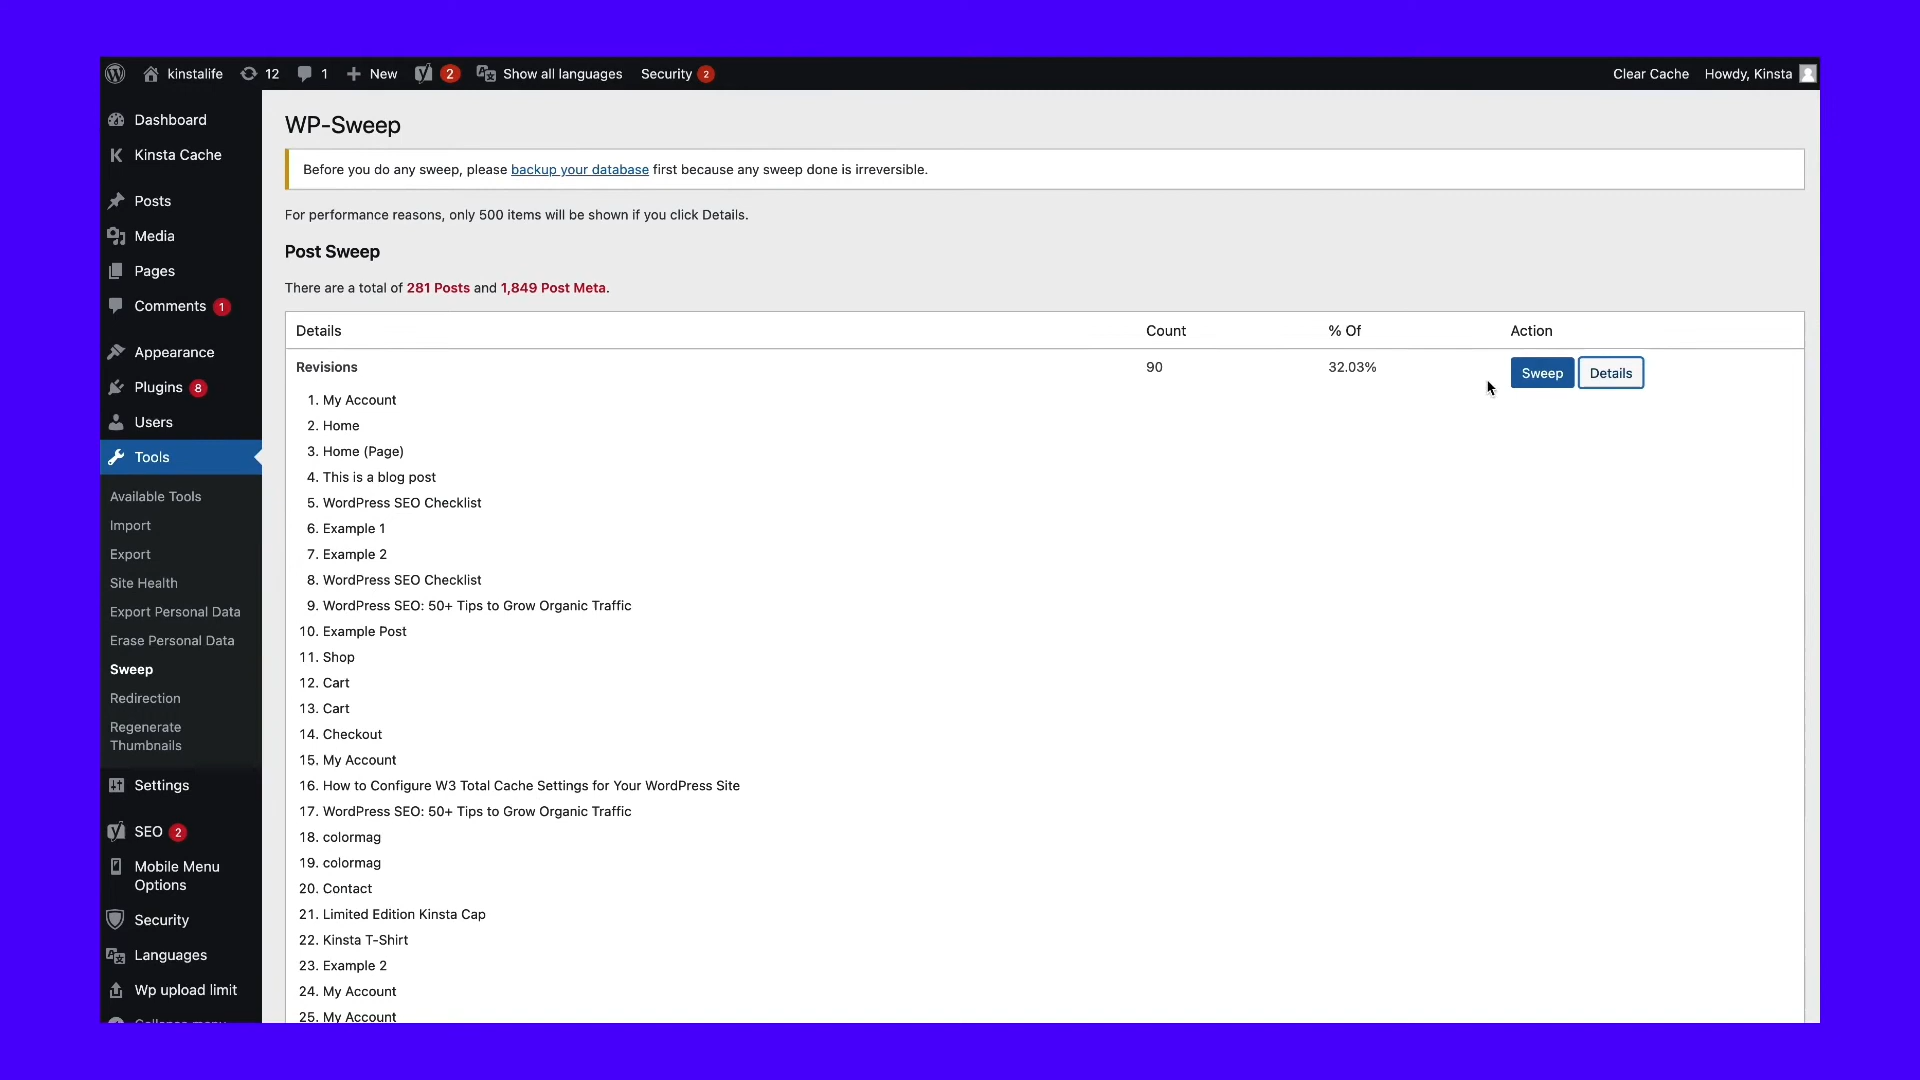 kinstalife 12 1 New 2 Show all languages Security 2 Clear Cache Howdy, Kinsta
Dashboard
Kinsta Cache
Posts
Media
Pages
Comments 1
Appearance
Plugins 8
Users
Tools
Available Tools
Import
Export
Site Health
Export Personal Data
Erase Personal Data
Sweep
Redirection
Regenerate
Thumbnails
Settings
SEO 2
Mobile Menu
Options
Security
Languages
Wp upload limit
WP-Sweep
Before you do any sweep, please backup your database first because any sweep done is irreversible.
For performance reasons, only 500 items will be shown if you click Details.
Post Sweep
There are a total of 281 Posts and 1,849 Post Meta.
Details Count % Of Action
Revisions 90 32.03% Sweep Details
1. My Account
2. Home
3. Home (Page)
4. This is a blog post
5. WordPress SEO Checklist
6. Example 1
7. Example 2
8. WordPress SEO Checklist
9. WordPress SEO: 50+ Tips to Grow Organic Traffic
10. Example Post
11. Shop
12. Cart
13. Cart
14. Checkout
15. My Account
16. How to Configure W3 Total Cache Settings for Your WordPress Site
17. WordPress SEO: 50+ Tips to Grow Organic Traffic
18. colormag
19. colormag
20. Contact
21. Limited Edition Kinsta Cap
22. Kinsta T-Shirt
23. Example 2
24. My Account
25. My Account